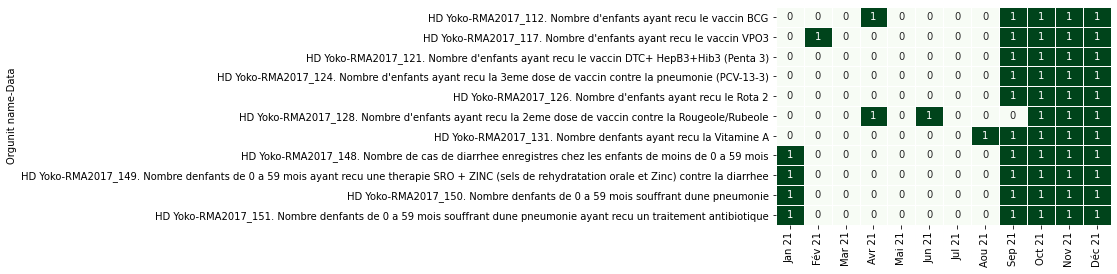 HD Yoko-RMA2017_112. Nombre d'enfants ayant recu le vaccin BCG 0 0 0 1 0 0 0 0 1 1 1 1
HD Yoko-RMA2017_117. Nombre d'enfants ayant recu le vaccin VPO3 0 1 0 0 0 0 0 0 1 1 1 1
HD Yoko-RMA2017_121. Nombre d'enfants ayant recu le vaccin DTC+ HepB3+Hib3 (Penta 3) 0 0 0 0 0 0 0 0 1 1 1 1
HD Yoko-RMA2017_124. Nombre d'enfants ayant recu la 3eme dose de vaccin contre la pneumonie (PCV-13-3) 0 0 0 0 0 0 0 0 1 1 1 1
HD Yoko-RMA2017_126. Nombre d'enfants ayant recu le Rota 2 0 0 0 0 0 0 0 0 1 1 1 1
HD Yoko-RMA2017_128. Nombre d'enfants ayant recu la 2eme dose de vaccin contre la Rougeole/Rubeole 0 0 0 1 0 1 0 0 0 1 1 1
HD Yoko-RMA2017_131. Nombre denfants ayant recu la Vitamine A 0 0 0 0 0 0 0 1 1 1 1 1
HD Yoko-RMA2017_148. Nombre de cas de diarrhee enregistres chez les enfants de moins de 0 a 59 mois 1 0 0 0 0 0 0 0 1 1 1 1
HD Yoko-RMA2017_149. Nombre denfants de 0 a 59 mois ayant recu une therapie SRO + ZINC (sels de rehydratation orale et Zinc) contre la diarrhee 1 0 0 0 0 0 0 0 1 1 1 1
HD Yoko-RMA2017_150. Nombre denfants de 0 a 59 mois souffrant dune pneumonie 1 0 0 0 0 0 0 0 1 1 1 1
HD Yoko-RMA2017_151. Nombre denfants de 0 a 59 mois souffrant dune pneumonie ayant recu un traitement antibiotique 1 0 0 0 0 0 0 0 1 1 1 1
Orgunit name-Data
Jan 21
Fév 21
Mar 21
Avr 21
Mai 21
Jun 21
Jul 21
Aou 21
Sep 21
Oct 21
Nov 21
Déc 21